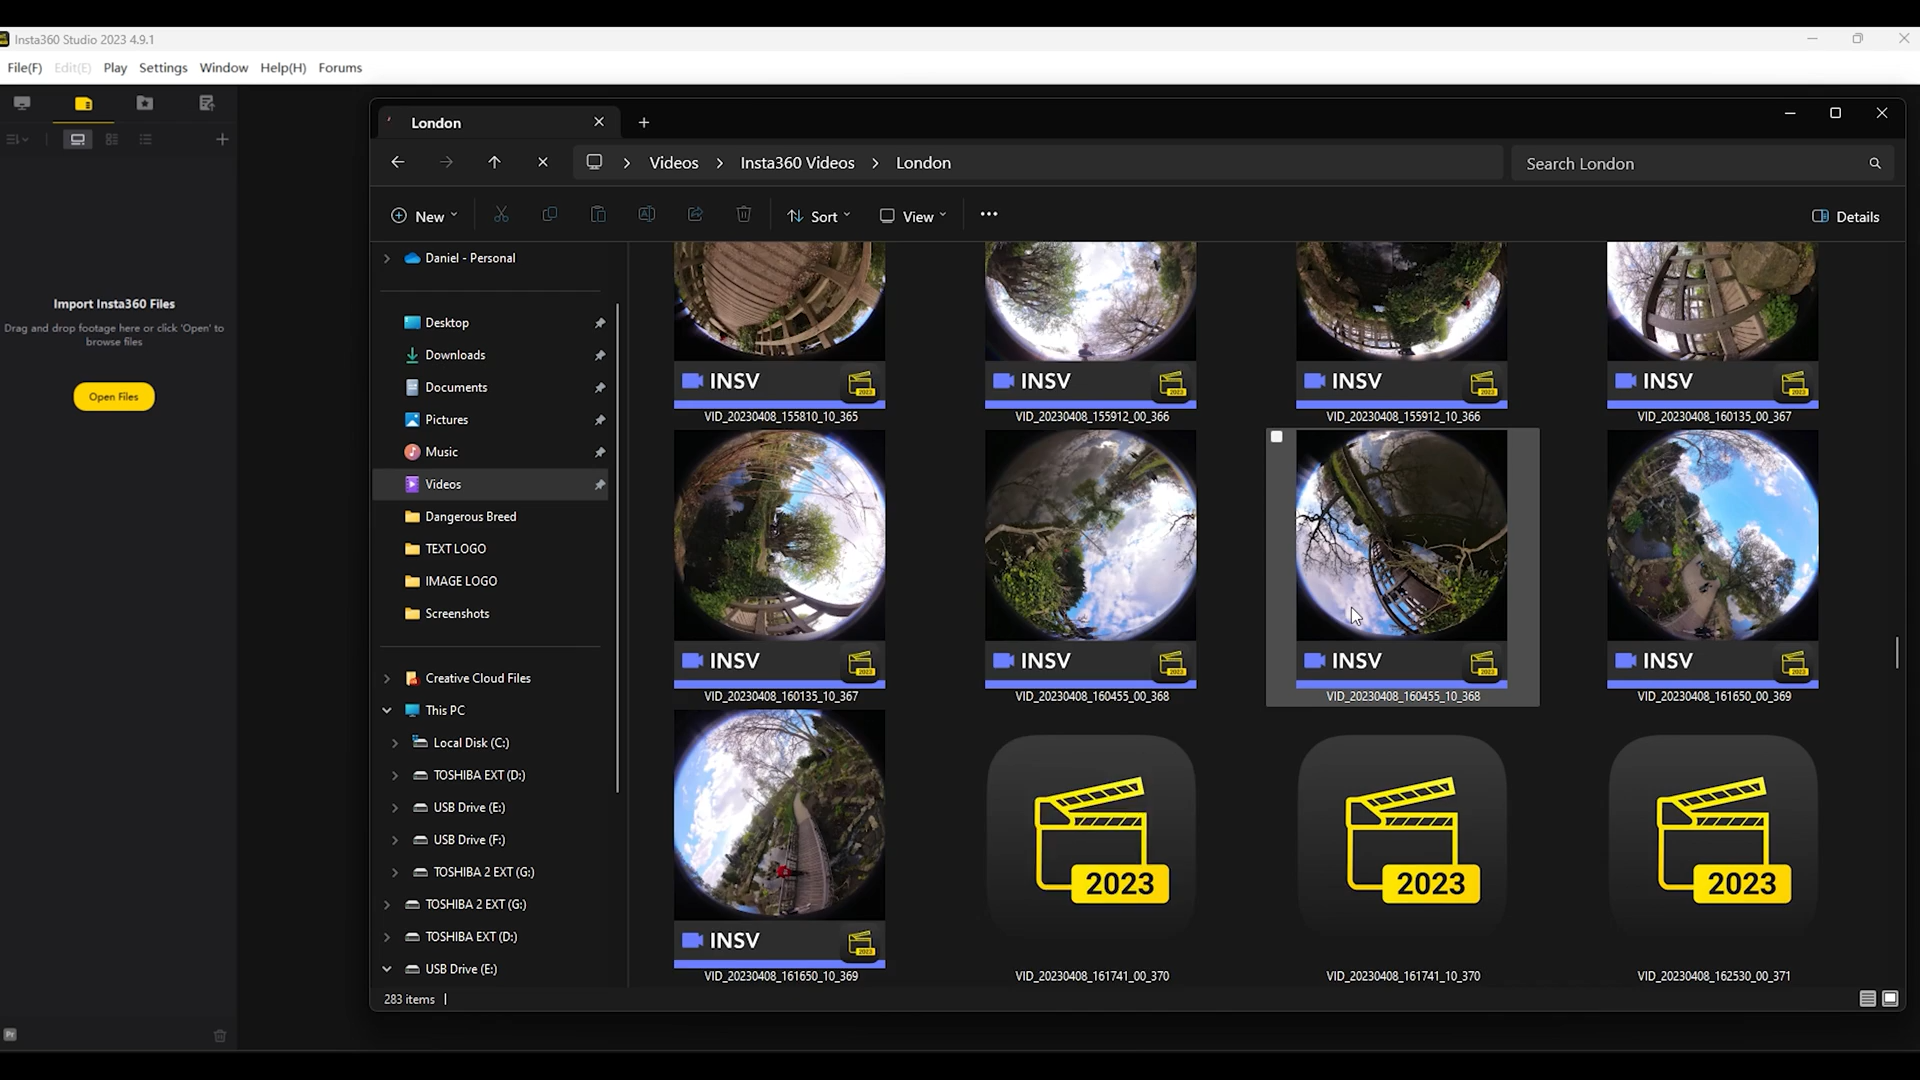 Insta360 Studio 2023 4.9.1
File(F) Edit(E) Play Settings Window Help(H) Forums
Import Insta360 Files
Drag and drop footage here or click 'Open' to
browse files
Open Files
Pr
London
Videos Insta360 Videos London
Search London
New Sort View Details
Daniel - Personal
Desktop
Downloads
Documents
Pictures
Music
Videos
Dangerous Breed
TEXT LOGO
IMAGE LOGO
Screenshots
Creative Cloud Files
This PC
Local Disk (C:)
TOSHIBA EXT (D:)
USB Drive (E:)
USB Drive (F:)
TOSHIBA 2 EXT (G:)
TOSHIBA 2 EXT (G:)
TOSHIBA EXT (D:)
USB Drive (E:)
INSV INSV INSV INSV
VID_20230408_155810_10_365 VID_20230408_155912_00_366 VID_20230408_155912_10_366 VID_20230408_160135_00_367
INSV INSV INSV INSV
VID_20230408_160135_10_367 VID_20230408_160455_00_368 VID_20230408_160455_10_368 VID_20230408_161650_00_369
2023 2023 2023
INSV
VID_20230408_161650_10_369 VID_20230408_161741_00_370 VID_20230408_161741_10_370 VID_20230408_162530_00_371
283 items